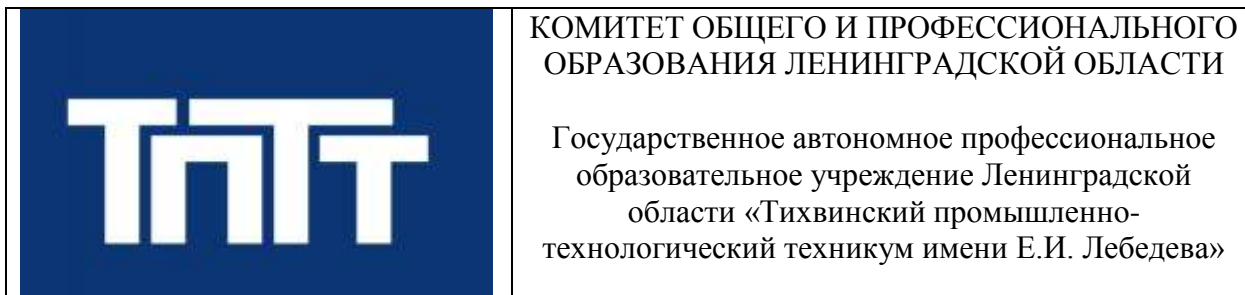 ТПТТ
КОМИТЕТ ОБЩЕГО И ПРОФЕССИОНАЛЬНОГО
ОБРАЗОВАНИЯ ЛЕНИНГРАДСКОЙ ОБЛАСТИ
Государственное автономное профессиональное
образовательное учреждение Ленинградской
области «Тихвинский промышленно-
технологический техникум имени Е.И. Лебедева»